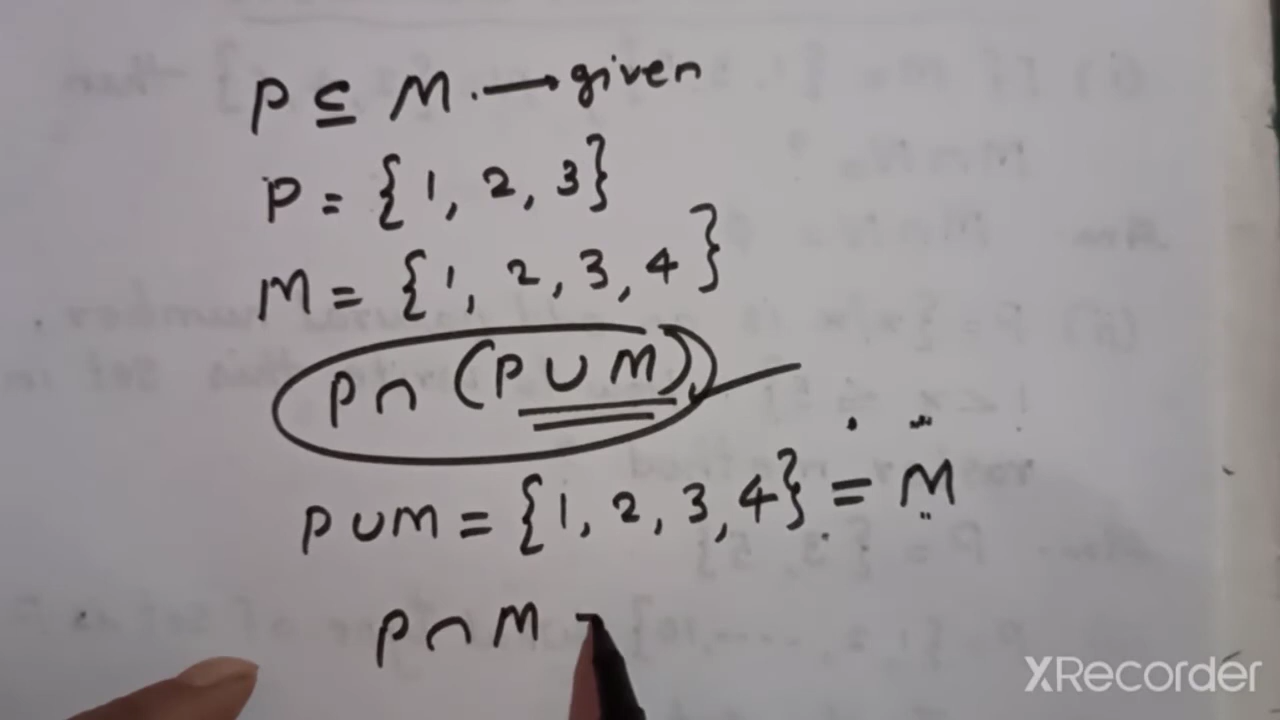 P ⊆ M . → given
P = {1, 2, 3}
M = {1, 2, 3, 4}
P ∩ (P ∪ M)
P ∪ M = {1, 2, 3, 4} = M
P ∩ M =
XRecorder